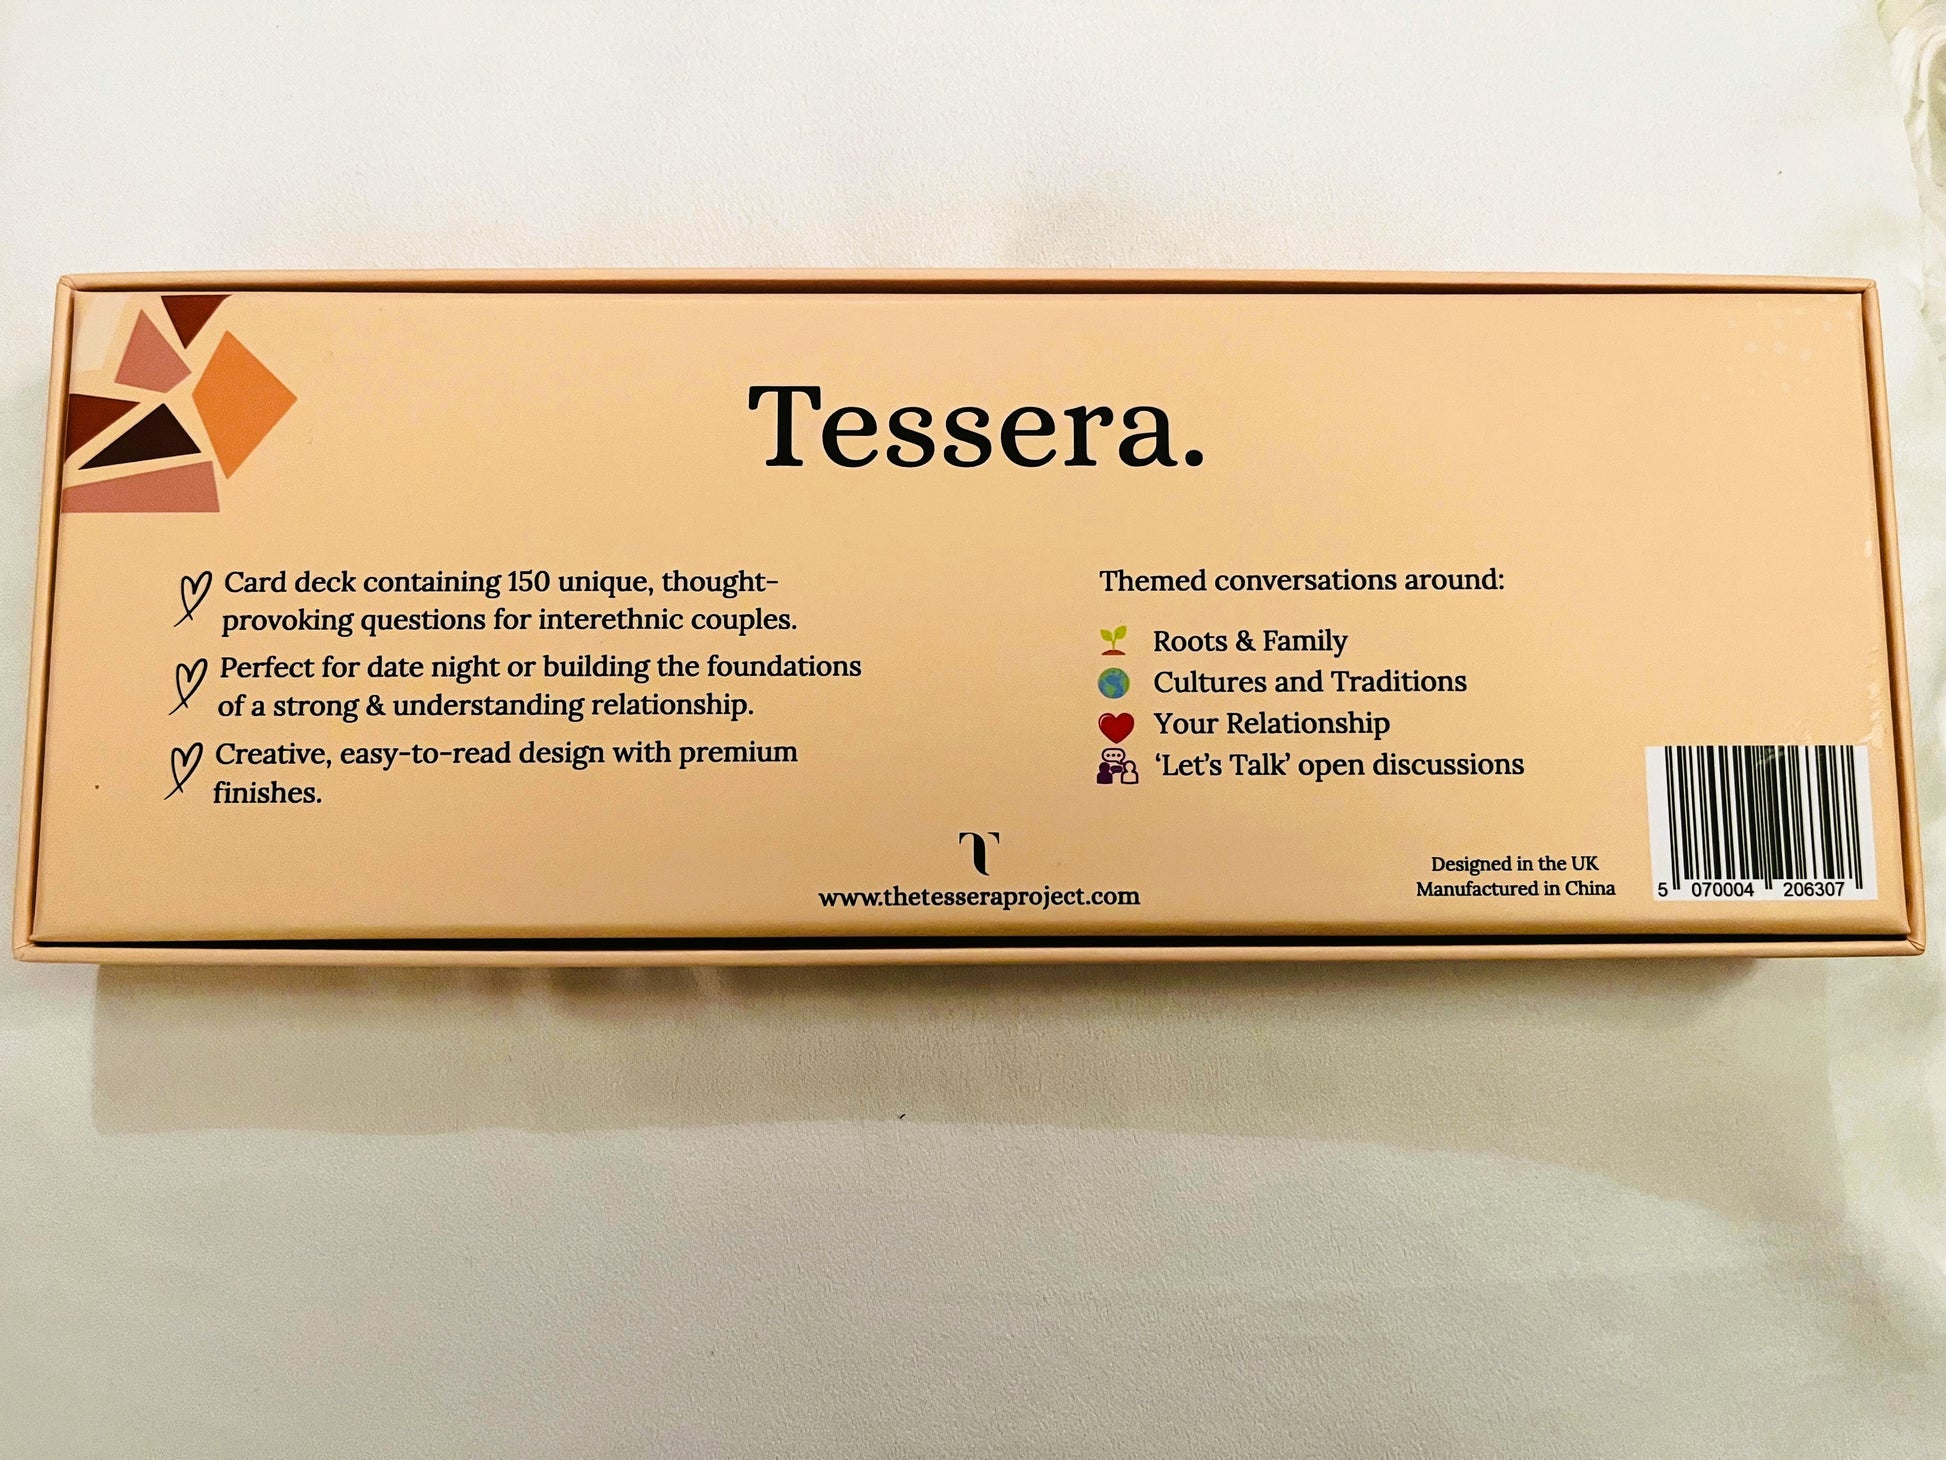 Tessera.
Card deck containing 150 unique, thought-
provoking questions for interethnic couples.
Perfect for date night or building the foundations
of a strong & understanding relationship.
Creative, easy-to-read design with premium
finishes.
Themed conversations around:
Roots & Family
Cultures and Traditions
Your Relationship
‘Let’s Talk’ open discussions
T
www.thetesseraproject.com
Designed in the UK
Manufactured in China
5 070004 206307